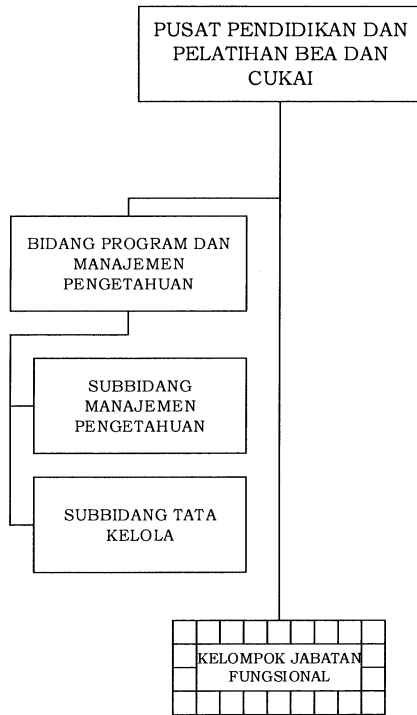 PUSAT PENDIDIKAN DAN
PELATIHAN BEA DAN
CUKAI
BIDANG PROGRAM DAN
MANAJEMEN
PENGETAHUAN
SUBBIDANG
MANAJEMEN
PENGETAHUAN
SUBBIDANG TATA
KELOLA
KELOMPOK JABATAN
FUNGSIONAL